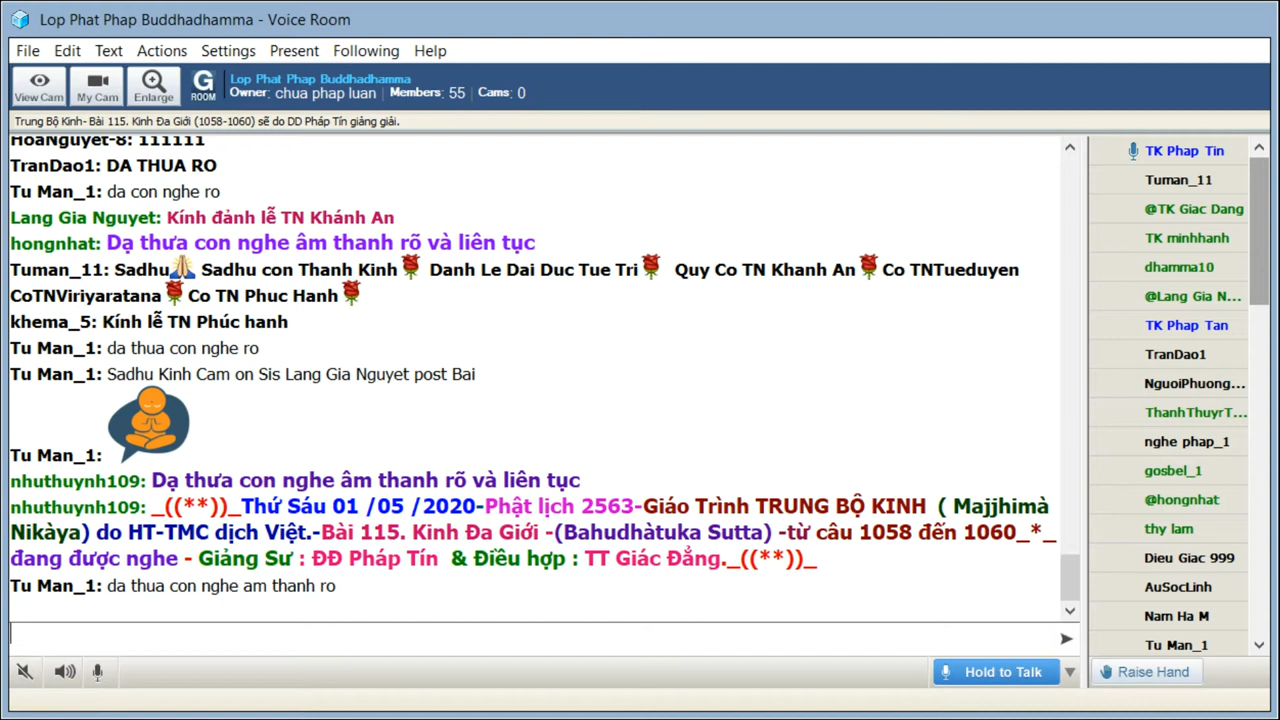 Lop Phat Phap Buddhadhamma - Voice Room
File Edit Text Actions Settings Present Following Help
View Cam My Cam Enlarge G ROOM
Lop Phat Phap Buddhadhamma
Owner: chua phap luan | Members: 55 | Cams: 0
Trung Bộ Kinh- Bài 115. Kinh Đa Giới (1058-1060) sẽ do DD Pháp Tín giảng giải.
HoaNguyet-8: 111111
TranDao1: DA THUA RO
Tu Man_1: da con nghe ro
Lang Gia Nguyet: Kính đảnh lễ TN Khánh An
hongnhat: Dạ thưa con nghe âm thanh rõ và liên tục
Tuman_11: Sadhu Sadhu con Thanh Kinh Danh Le Dai Duc Tue Tri Quy Co TN Khanh An Co TNTueduyen
CoTNViriyaratana Co TN Phuc Hanh
khema_5: Kính lễ TN Phúc hanh
Tu Man_1: da thua con nghe ro
Tu Man_1: Sadhu Kinh Cam on Sis Lang Gia Nguyet post Bai
Tu Man_1:
nhuthuynh109: Dạ thưa con nghe âm thanh rõ và liên tục
nhuthuynh109: _((**))_Thứ Sáu 01 /05 /2020-Phật lịch 2563-Giáo Trình TRUNG BỘ KINH ( Majjhimà
Nikàya) do HT-TMC dịch Việt.-Bài 115. Kinh Đa Giới -(Bahudhàtuka Sutta) -từ câu 1058 đến 1060_*_
đang được nghe - Giảng Sư : ĐĐ Pháp Tín & Điều hợp : TT Giác Đẳng._((**))_
Tu Man_1: da thua con nghe am thanh ro
Hold to Talk
TK Phap Tin
Tuman_11
@TK Giac Dang
TK minhhanh
dhamma10
@Lang Gia N...
TK Phap Tan
TranDao1
NguoiPhuong...
ThanhThuyrT...
nghe phap_1
gosbel_1
@hongnhat
thy lam
Dieu Giac 999
AuSocLinh
Nam Ha M
Tu Man_1
Raise Hand